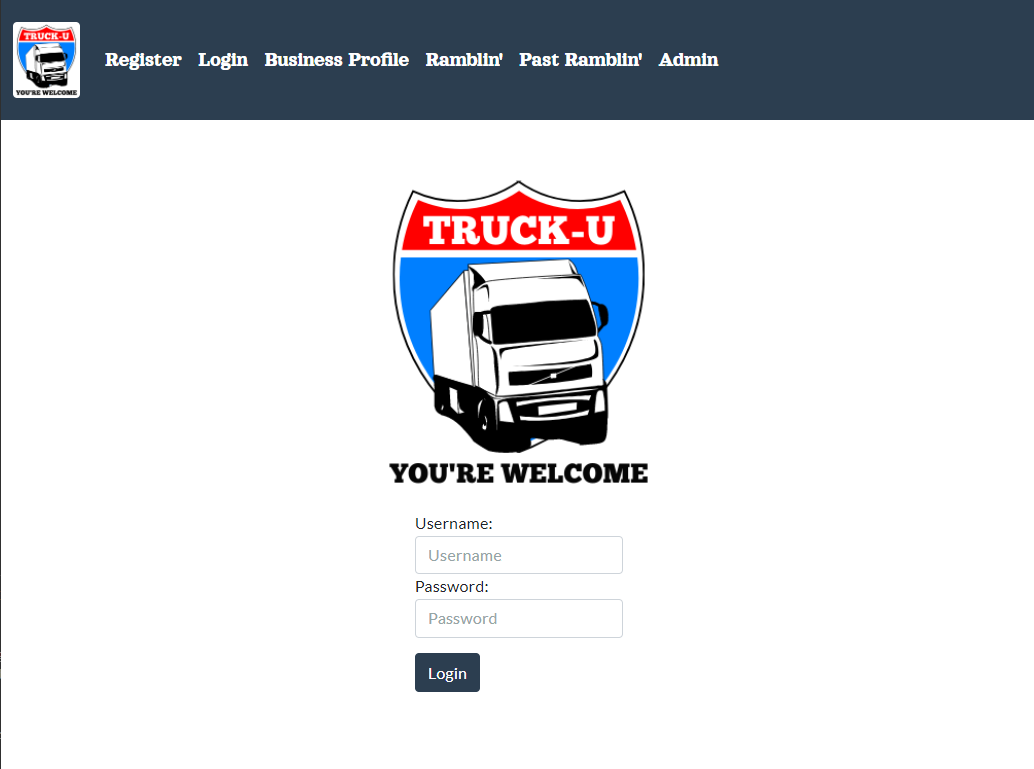 TRUCK-U
YOU'RE WELCOME
Register Login Business Profile Ramblin' Past Ramblin' Admin
TRUCK-U
YOU'RE WELCOME
Username:
Username
Password:
Password
Login